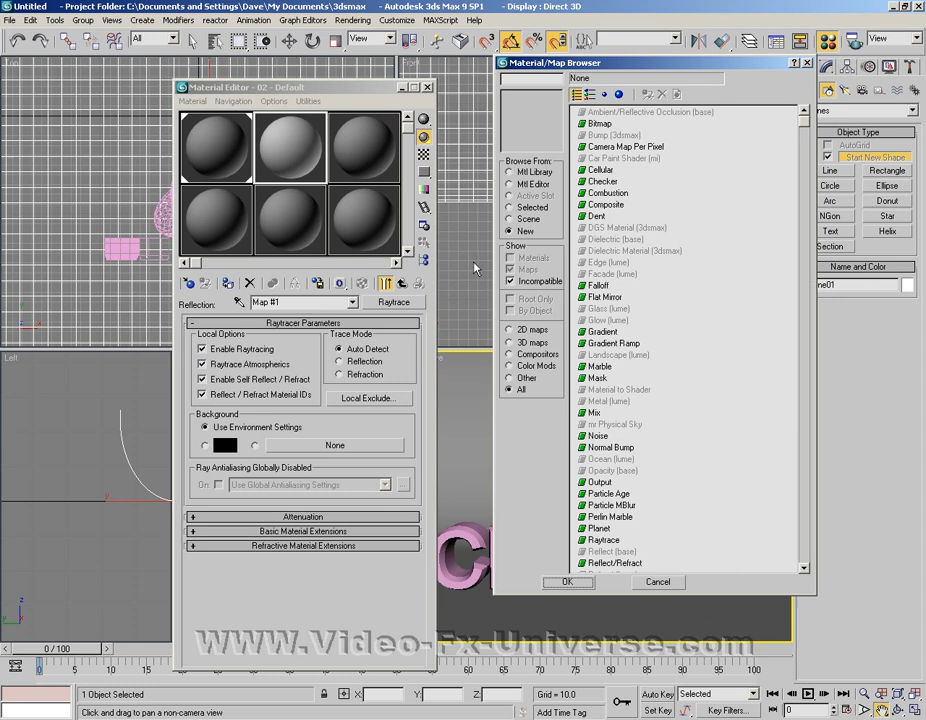 Untitled - Project Folder: C:\Documents and Settings\Dave\My Documents\3dsmax - Autodesk 3ds Max 9 SP1 - Display : Direct 3D
File Edit Tools Group Views Create Modifiers reactor Animation Graph Editors Rendering Customize MAXScript Help
All View View
Top Front
Material Editor - 02 - Default
Material Navigation Options Utilities
Reflection: Map #1 Raytrace
- Raytracer Parameters
Local Options Trace Mode
Enable Raytracing Auto Detect
Raytrace Atmospherics Reflection
Enable Self Reflect / Refract Refraction
Reflect / Refract Material IDs Local Exclude...
Background
Use Environment Settings
None
Ray Antialiasing Globally Disabled
On: Use Global Antialiasing Settings ...
+ Attenuation
+ Basic Material Extensions
+ Refractive Material Extensions
Left
Material/Map Browser
None
Browse From:
Mtl Library
Mtl Editor
Active Slot
Selected
Scene
New
Show
Materials
Maps
Incompatible
Root Only
By Object
2D maps
3D maps
Compositors
Color Mods
Other
All
Ambient/Reflective Occlusion (base)
Bitmap
Bump (3dsmax)
Camera Map Per Pixel
Car Paint Shader (mi)
Cellular
Checker
Combustion
Composite
Dent
DGS Material (3dsmax)
Dielectric (base)
Dielectric Material (3dsmax)
Edge (lume)
Facade (lume)
Falloff
Flat Mirror
Glass (lume)
Glow (lume)
Gradient
Gradient Ramp
Landscape (lume)
Marble
Mask
Material to Shader
Metal (lume)
Mix
mr Physical Sky
Noise
Normal Bump
Ocean (lume)
Opacity (base)
Output
Particle Age
Particle MBlur
Perlin Marble
Planet
Raytrace
Reflect (base)
Reflect/Refract
OK Cancel
Object Type
AutoGrid
Start New Shape
Line Rectangle
Circle Ellipse
Arc Donut
NGon Star
Text Helix
Section
Name and Color
ne01
WWW.Video-Fx-Universe.com
0 / 100
0 5 10 15 45 50 55 60 65 70 75 80 85 90 95 100
1 Object Selected X: Y: Z: Grid = 10.0 Auto Key Selected
Click and drag to pan a non-camera view Add Time Tag Set Key Key Filters... 0